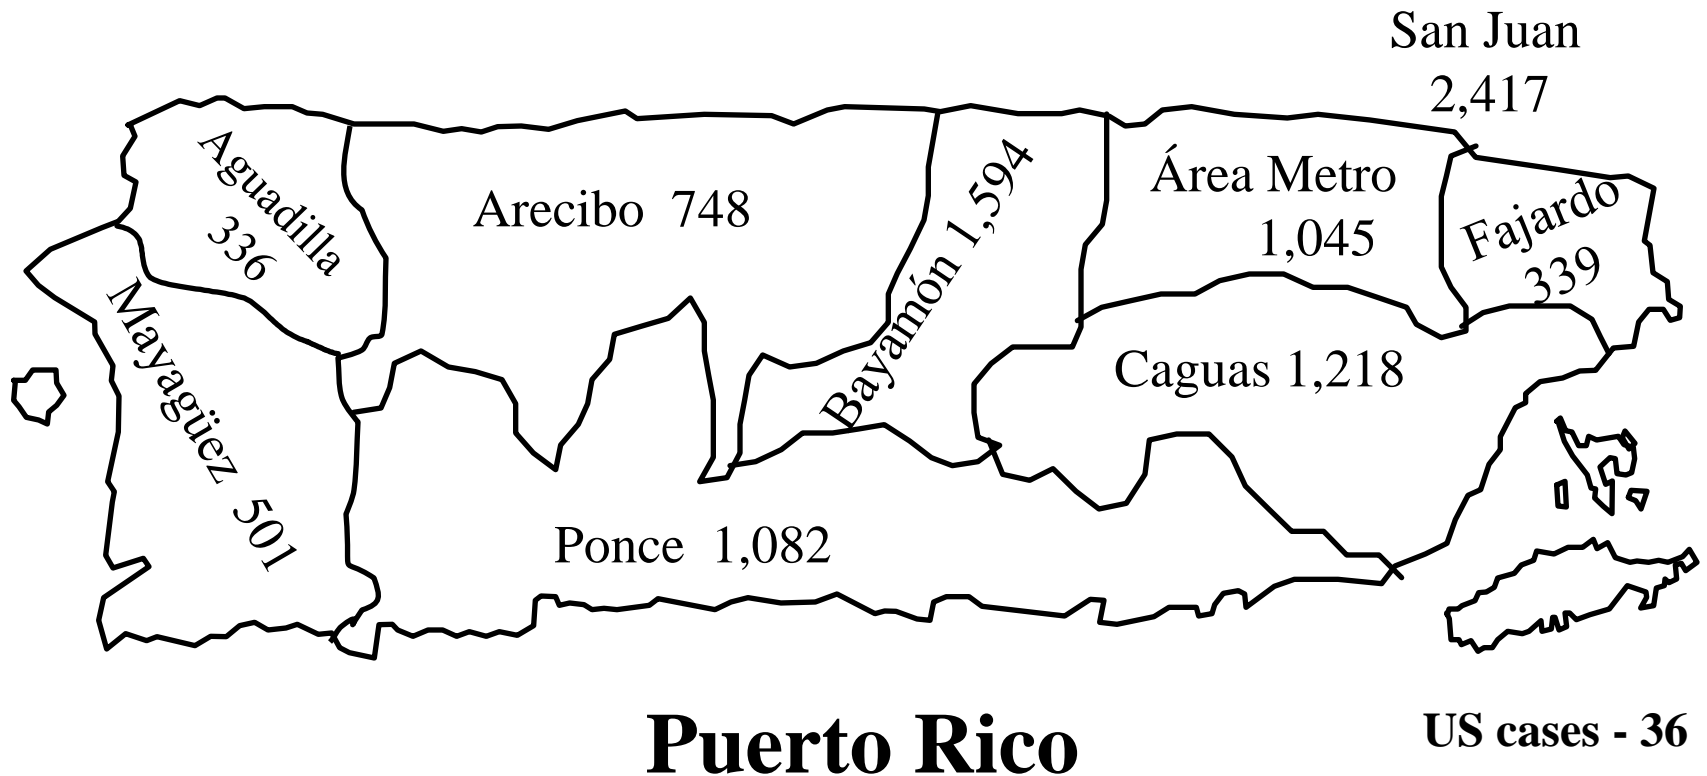 San Juan
2,417
Aguadilla
336
Arecibo 748
Bayamón 1,594
Área Metro
1,045
Fajardo
339
Mayagüez 501
Caguas 1,218
Ponce 1,082
Puerto Rico
US cases - 36